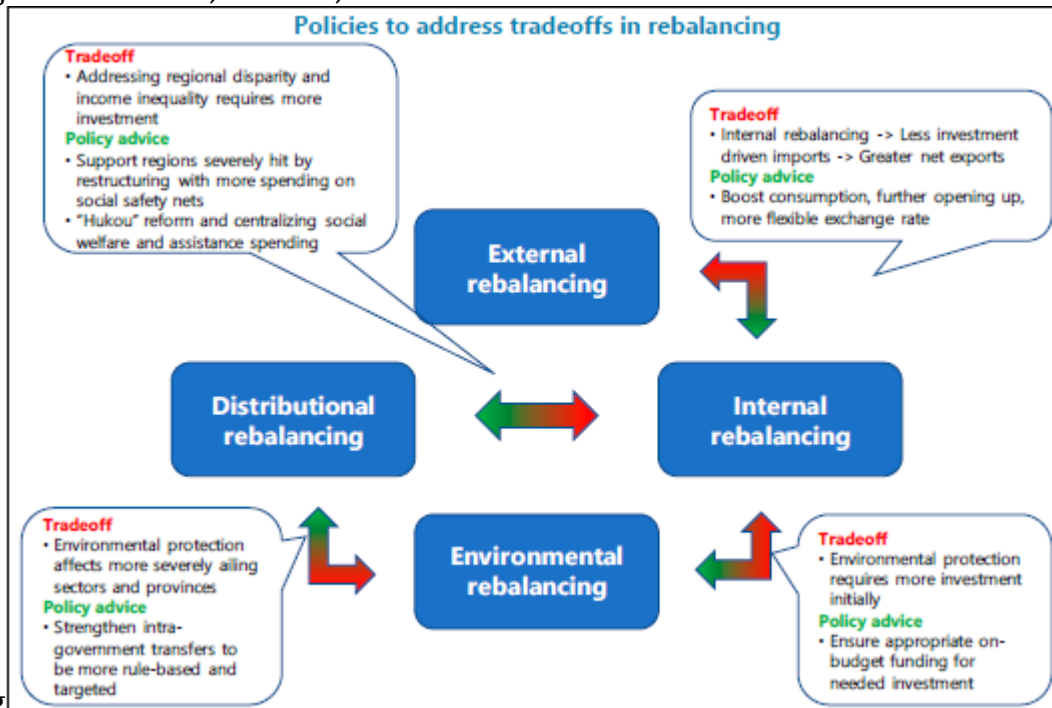 Policies to address tradeoffs in rebalancing
Tradeoff
• Addressing regional disparity and
income inequality requires more
investment
Policy advice
• Support regions severely hit by
restructuring with more spending on
social safety nets
• "Hukou" reform and centralizing social
welfare and assistance spending
Tradeoff
• Internal rebalancing -> Less investment
driven imports -> Greater net exports
Policy advice
• Boost consumption, further opening up,
more flexible exchange rate
External
rebalancing
Distributional
rebalancing
Internal
rebalancing
Environmental
rebalancing
Tradeoff
• Environmental protection
affects more severely ailing
sectors and provinces
Policy advice
• Strengthen intra-
government transfers to
be more rule-based and
targeted
Tradeoff
• Environmental protection
requires more investment
initially
Policy advice
• Ensure appropriate on-
budget funding for
needed investment